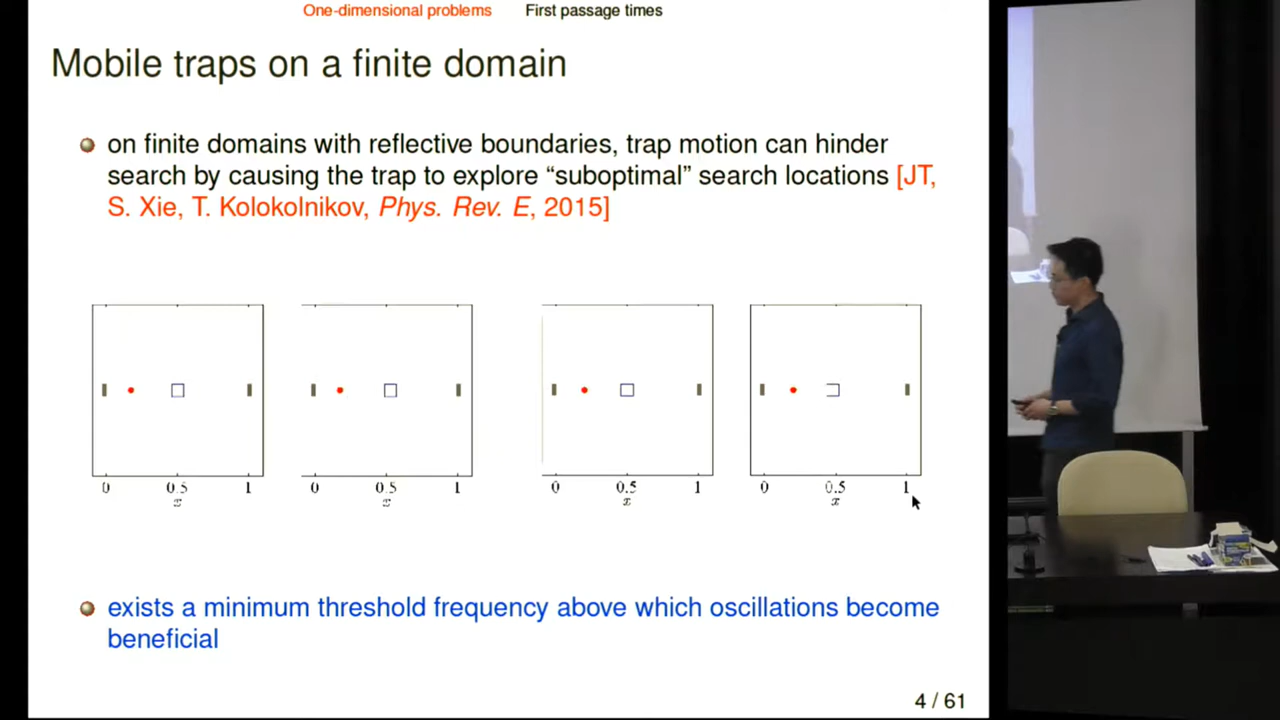 One-dimensional problems First passage times
Mobile traps on a finite domain
on finite domains with reflective boundaries, trap motion can hinder
search by causing the trap to explore “suboptimal” search locations [JT,
S. Xie, T. Kolokolnikov, Phys. Rev. E, 2015]
0 0.5 1 0 0.5 1 0 0.5 1 0 0.5 1
x x x x
exists a minimum threshold frequency above which oscillations become
beneficial
4 / 61